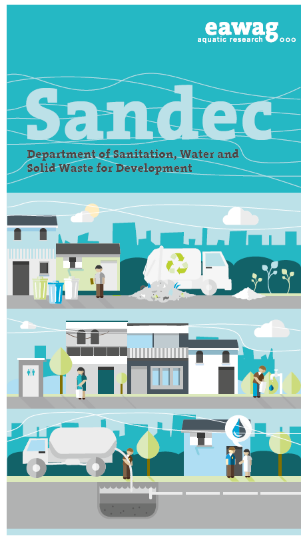 eawag
aquatic research
Sandec
Department of Sanitation, Water and
Solid Waste for Development